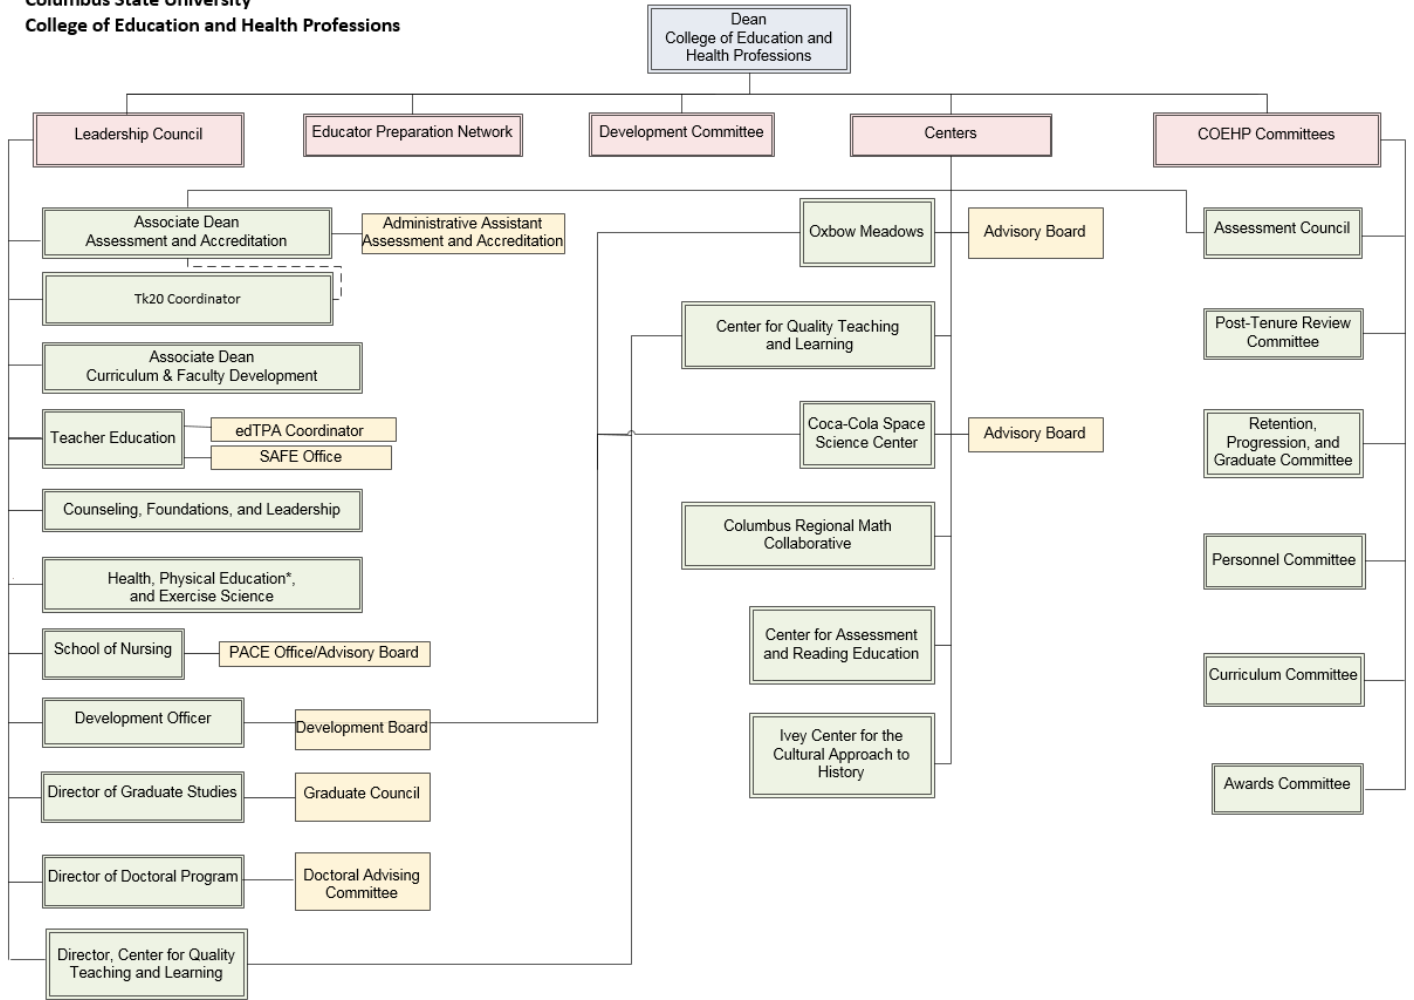 Columbus State University
College of Education and Health Professions
Dean
College of Education and
Health Professions
Leadership Council
Educator Preparation Network
Development Committee
Centers
COEHP Committees
Associate Dean
Assessment and Accreditation
Administrative Assistant
Assessment and Accreditation
Tk20 Coordinator
Associate Dean
Curriculum & Faculty Development
Teacher Education
edTPA Coordinator
SAFE Office
Counseling, Foundations, and Leadership
Health, Physical Education*,
and Exercise Science
School of Nursing
PACE Office/Advisory Board
Development Officer
Development Board
Director of Graduate Studies
Graduate Council
Director of Doctoral Program
Doctoral Advising
Committee
Director, Center for Quality
Teaching and Learning
Oxbow Meadows
Advisory Board
Center for Quality Teaching
and Learning
Coca-Cola Space
Science Center
Advisory Board
Columbus Regional Math
Collaborative
Center for Assessment
and Reading Education
Ivey Center for the
Cultural Approach to
History
Assessment Council
Post-Tenure Review
Committee
Retention,
Progression, and
Graduate Committee
Personnel Committee
Curriculum Committee
Awards Committee